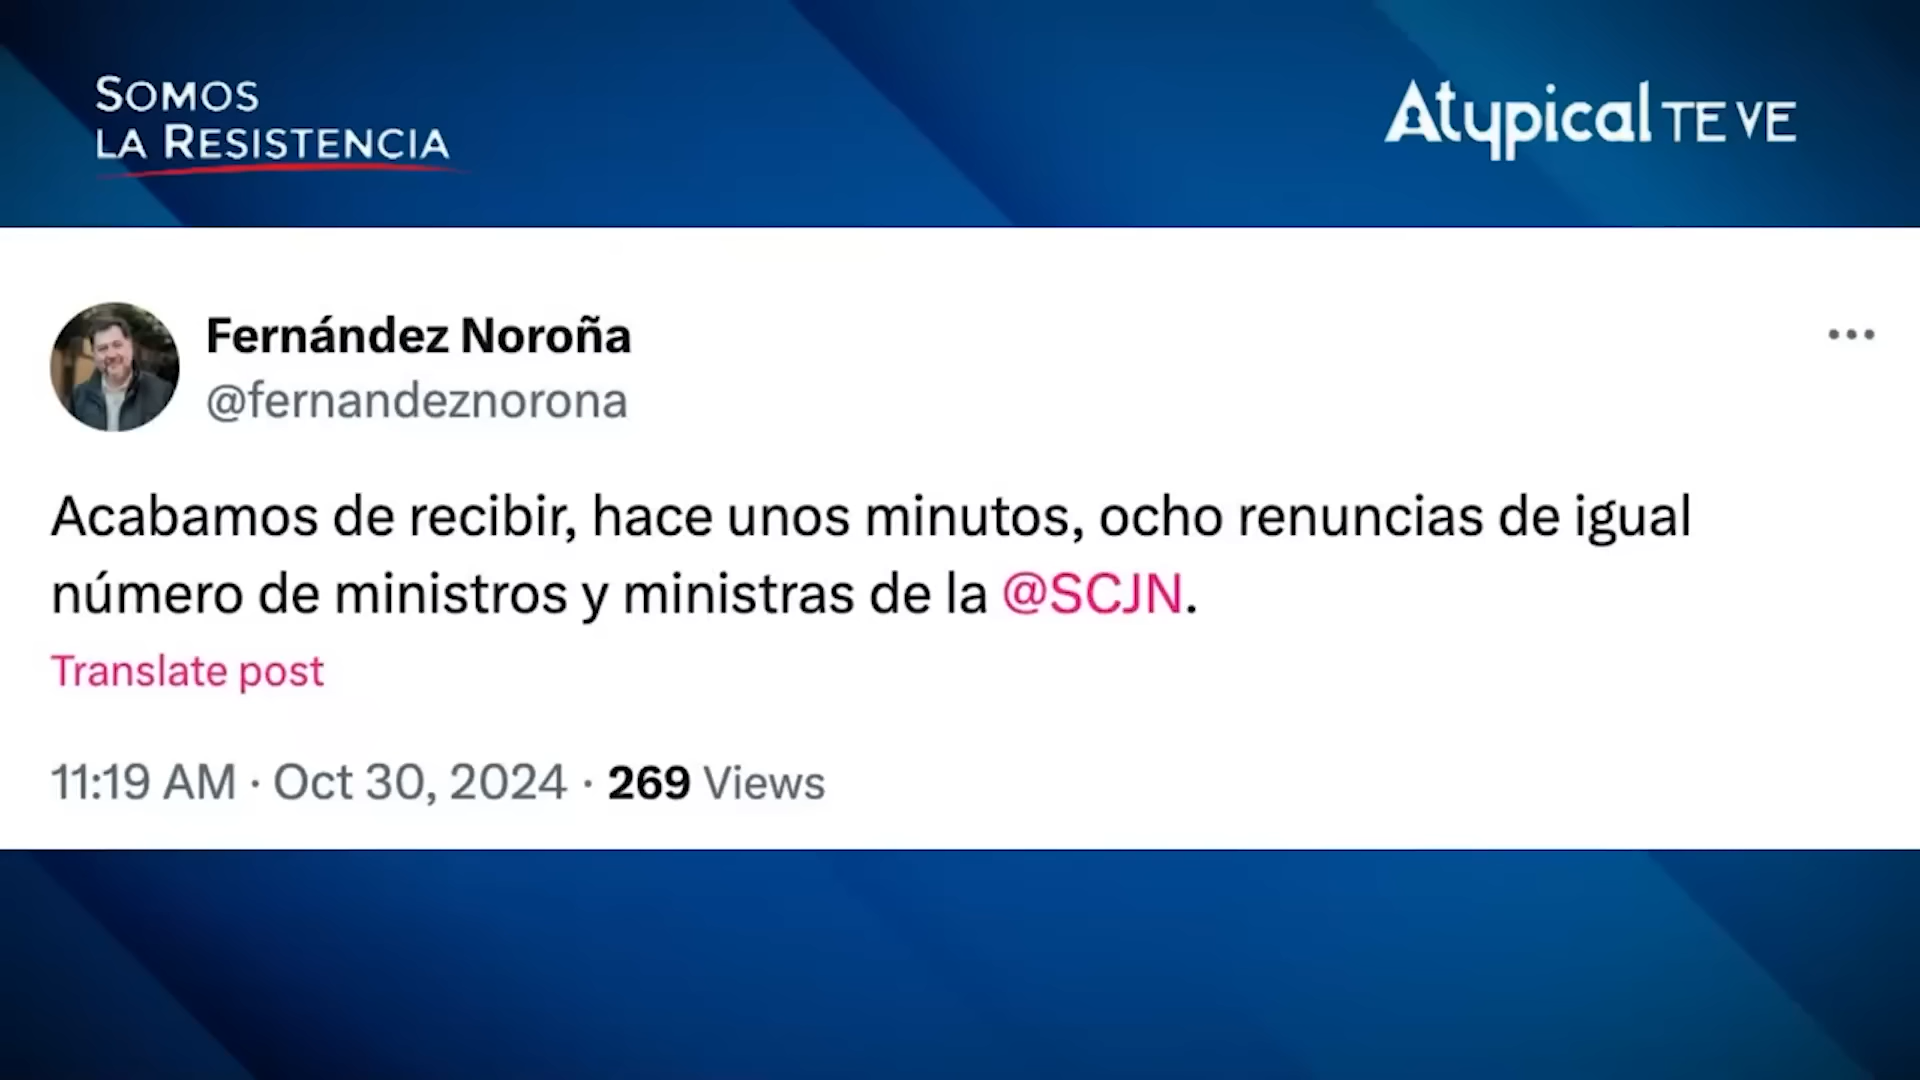 SOMOS
LA RESISTENCIA
Atypical TE VE
Fernández Noroña
@fernandeznorona
Acabamos de recibir, hace unos minutos, ocho renuncias de igual
número de ministros y ministras de la @SCJN.
Translate post
11:19 AM · Oct 30, 2024 · 269 Views